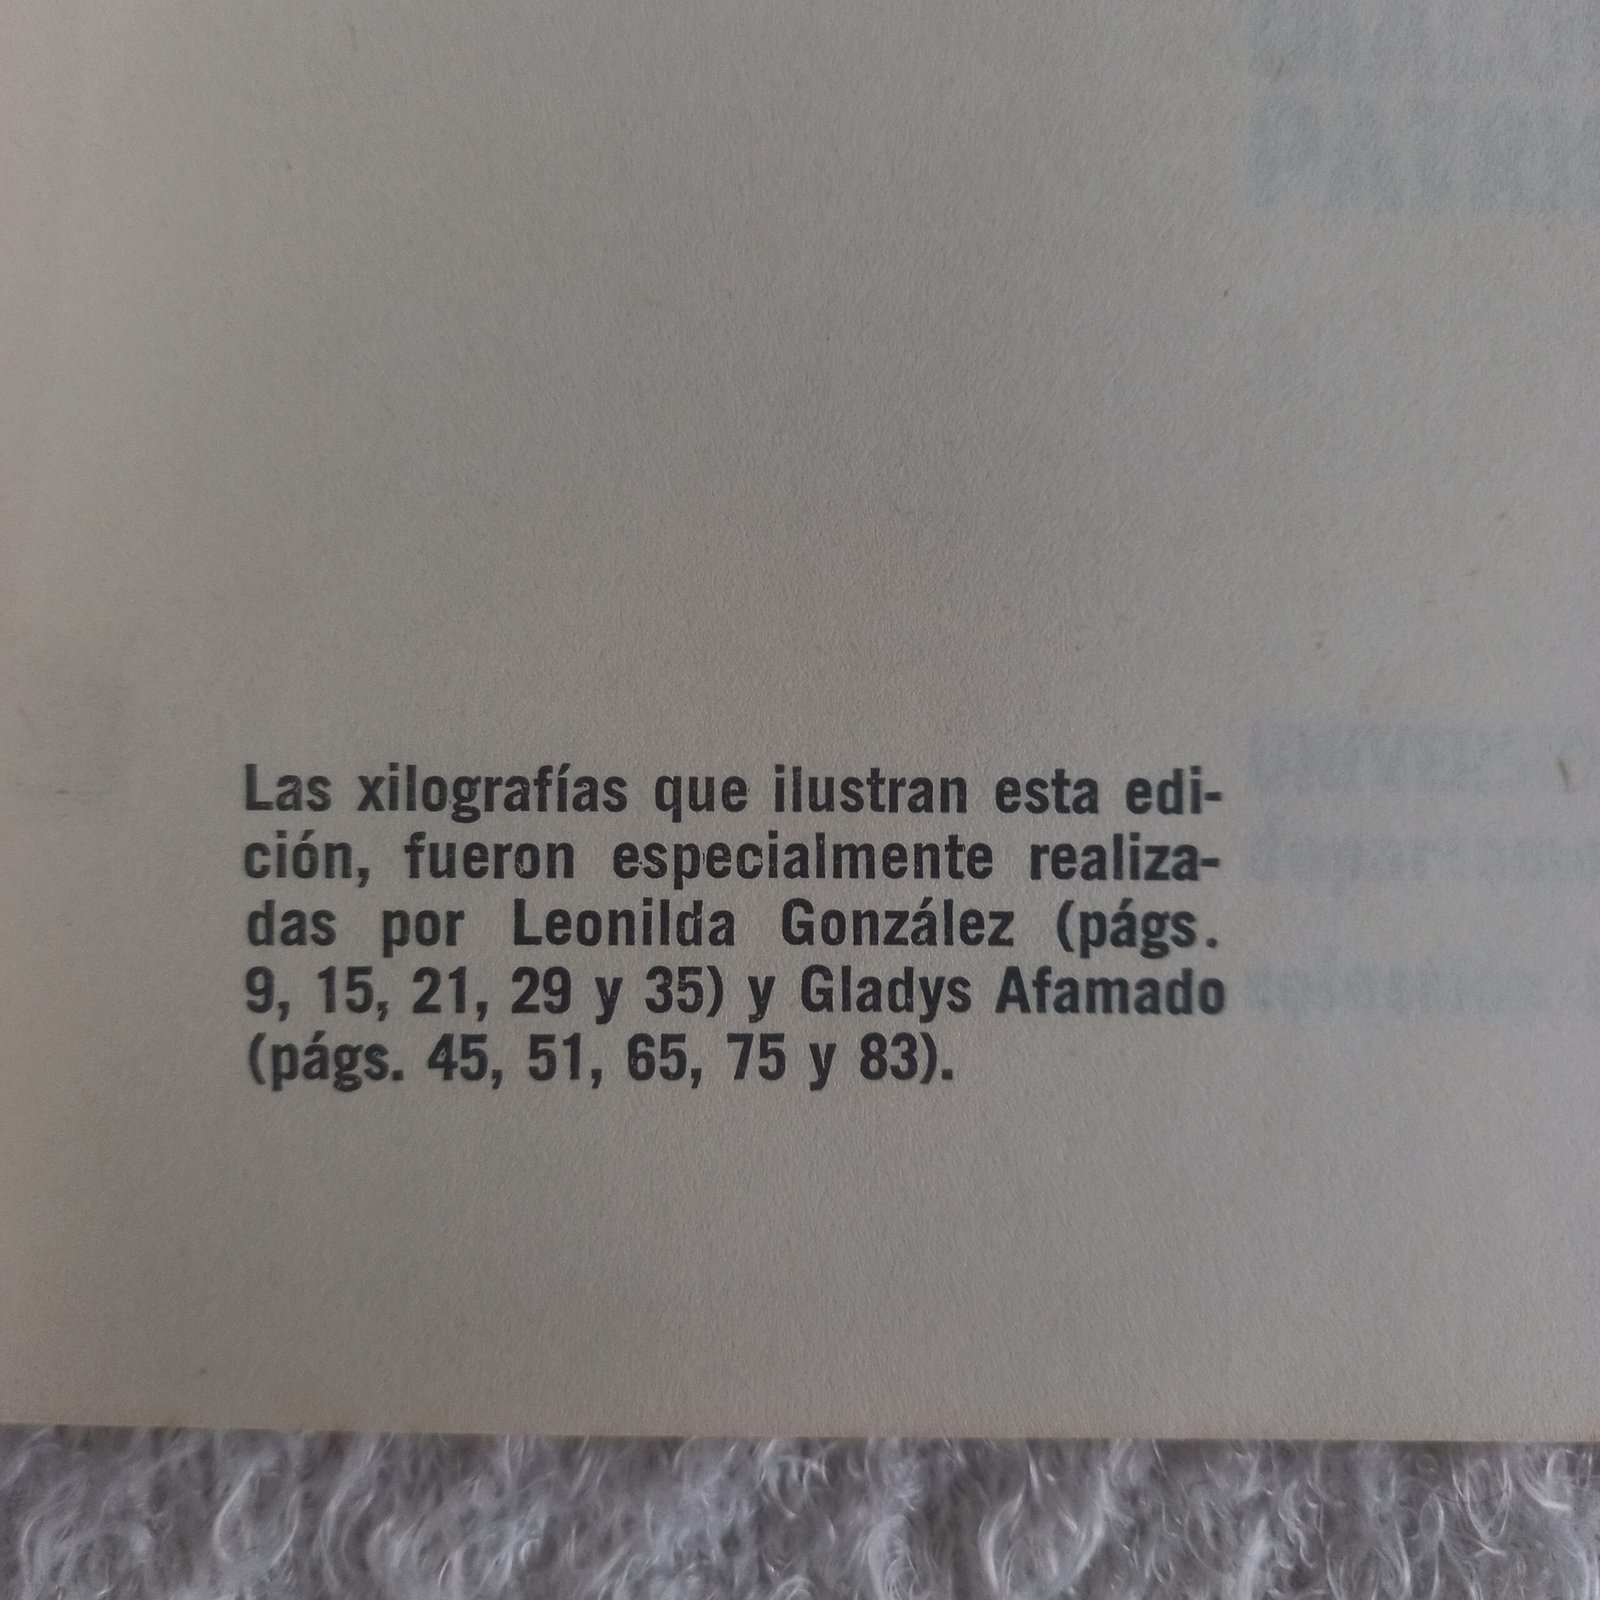 Las xilografías que ilustran esta edi-
ción, fueron especialmente realiza-
das por Leonilda González (págs.
9, 15, 21, 29 y 35) y Gladys Afamado
(págs. 45, 51, 65, 75 y 83).